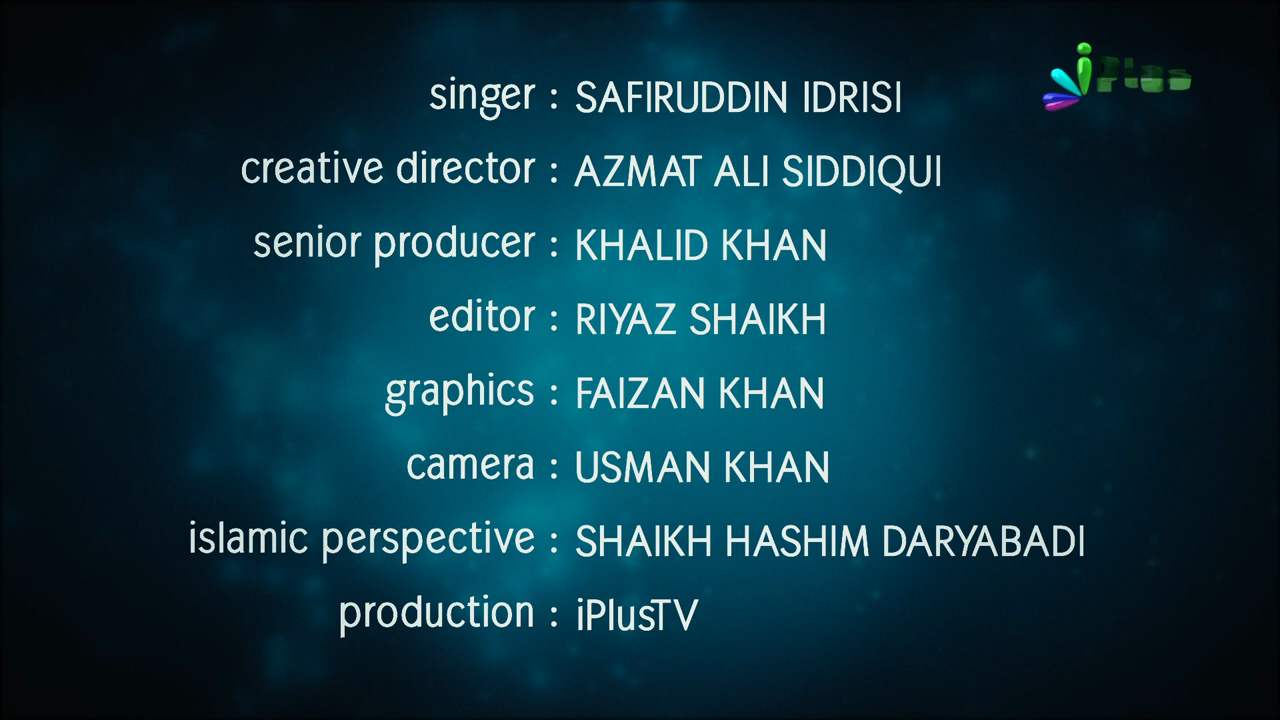 iPlus
singer : SAFIRUDDIN IDRISI
creative director : AZMAT ALI SIDDIQUI
senior producer : KHALID KHAN
editor : RIYAZ SHAIKH
graphics : FAIZAN KHAN
camera : USMAN KHAN
islamic perspective : SHAIKH HASHIM DARYABADI
production : iPlusTV